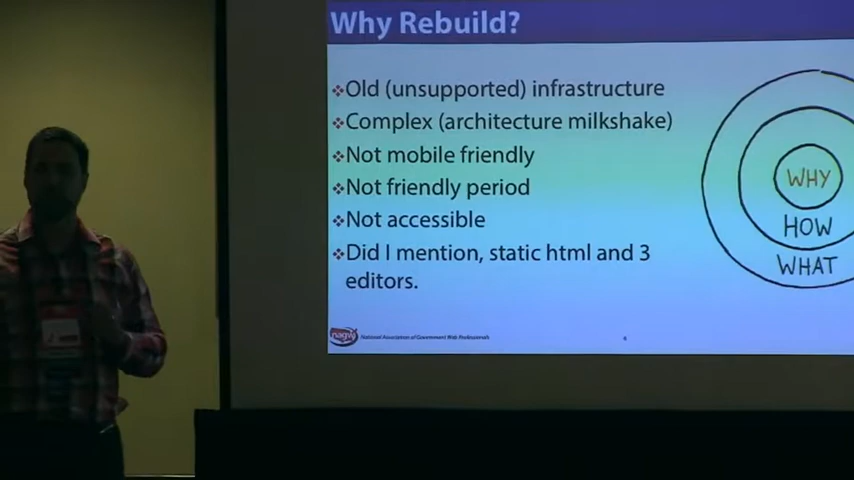 Why Rebuild?
❖Old (unsupported) infrastructure
❖Complex (architecture milkshake)
❖Not mobile friendly
❖Not friendly period
❖Not accessible
❖Did I mention, static html and 3
editors.
WHY
HOW
WHAT
nagw National Association of Government Web Professionals